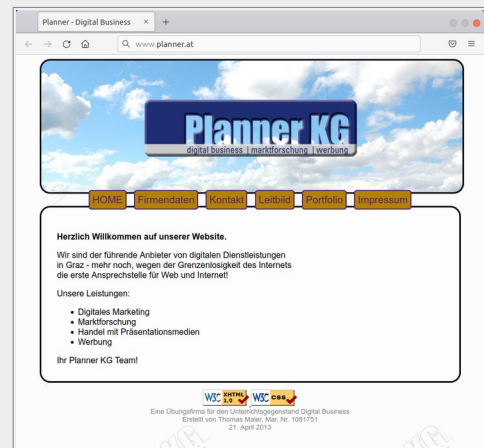 Planner - Digital Business
www.planner.at
Planner KG
digital business | marktforschung | werbung
HOME Firmendaten Kontakt Leitbild Portfolio Impressum
Herzlich Willkommen auf unserer Website.
Wir sind der führende Anbieter von digitalen Dienstleistungen
in Graz - mehr noch, wegen der Grenzenlosigkeit des Internets
die erste Ansprechstelle für Web und Internet!
Unsere Leistungen:
Digitales Marketing
Marktforschung
Handel mit Präsentationsmedien
Werbung
Ihr Planner KG Team!
W3C XHTML 1.0 W3C css
Eine Übungsfirma für den Unterrichtsgegenstand Digital Business
Erstellt von Thomas Maier, Mar. Nr. 1081751
21. April 2013